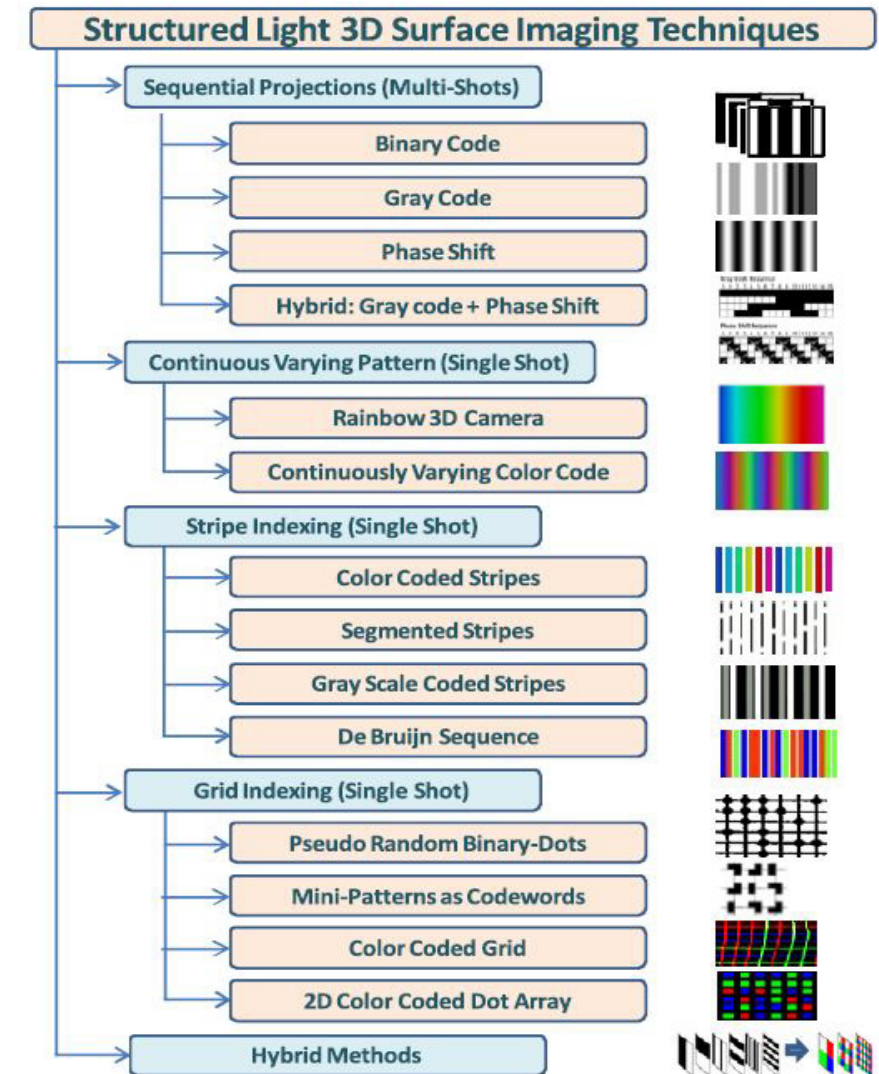 Structured Light 3D Surface Imaging Techniques
Sequential Projections (Multi-Shots)
Binary Code
Gray Code
Phase Shift
Hybrid: Gray code + Phase Shift
Continuous Varying Pattern (Single Shot)
Rainbow 3D Camera
Continuously Varying Color Code
Stripe Indexing (Single Shot)
Color Coded Stripes
Segmented Stripes
Gray Scale Coded Stripes
De Bruijn Sequence
Grid Indexing (Single Shot)
Pseudo Random Binary-Dots
Mini-Patterns as Codewords
Color Coded Grid
2D Color Coded Dot Array
Hybrid Methods
Phase Shift Sequence